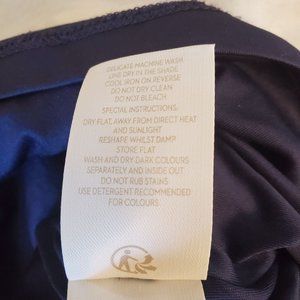 DELICATE MACHINE WASH
LINE DRY IN THE SHADE
COOL IRON ON REVERSE
DO NOT DRY CLEAN
DO NOT BLEACH
SPECIAL INSTRUCTIONS:
DRY FLAT, AWAY FROM DIRECT HEAT
AND SUNLIGHT
RESHAPE WHILST DAMP
STORE FLAT
WASH AND DRY DARK COLOURS
SEPARATELY AND INSIDE OUT
DO NOT RUB STAINS
USE DETERGENT RECOMMENDED
FOR COLOURS.